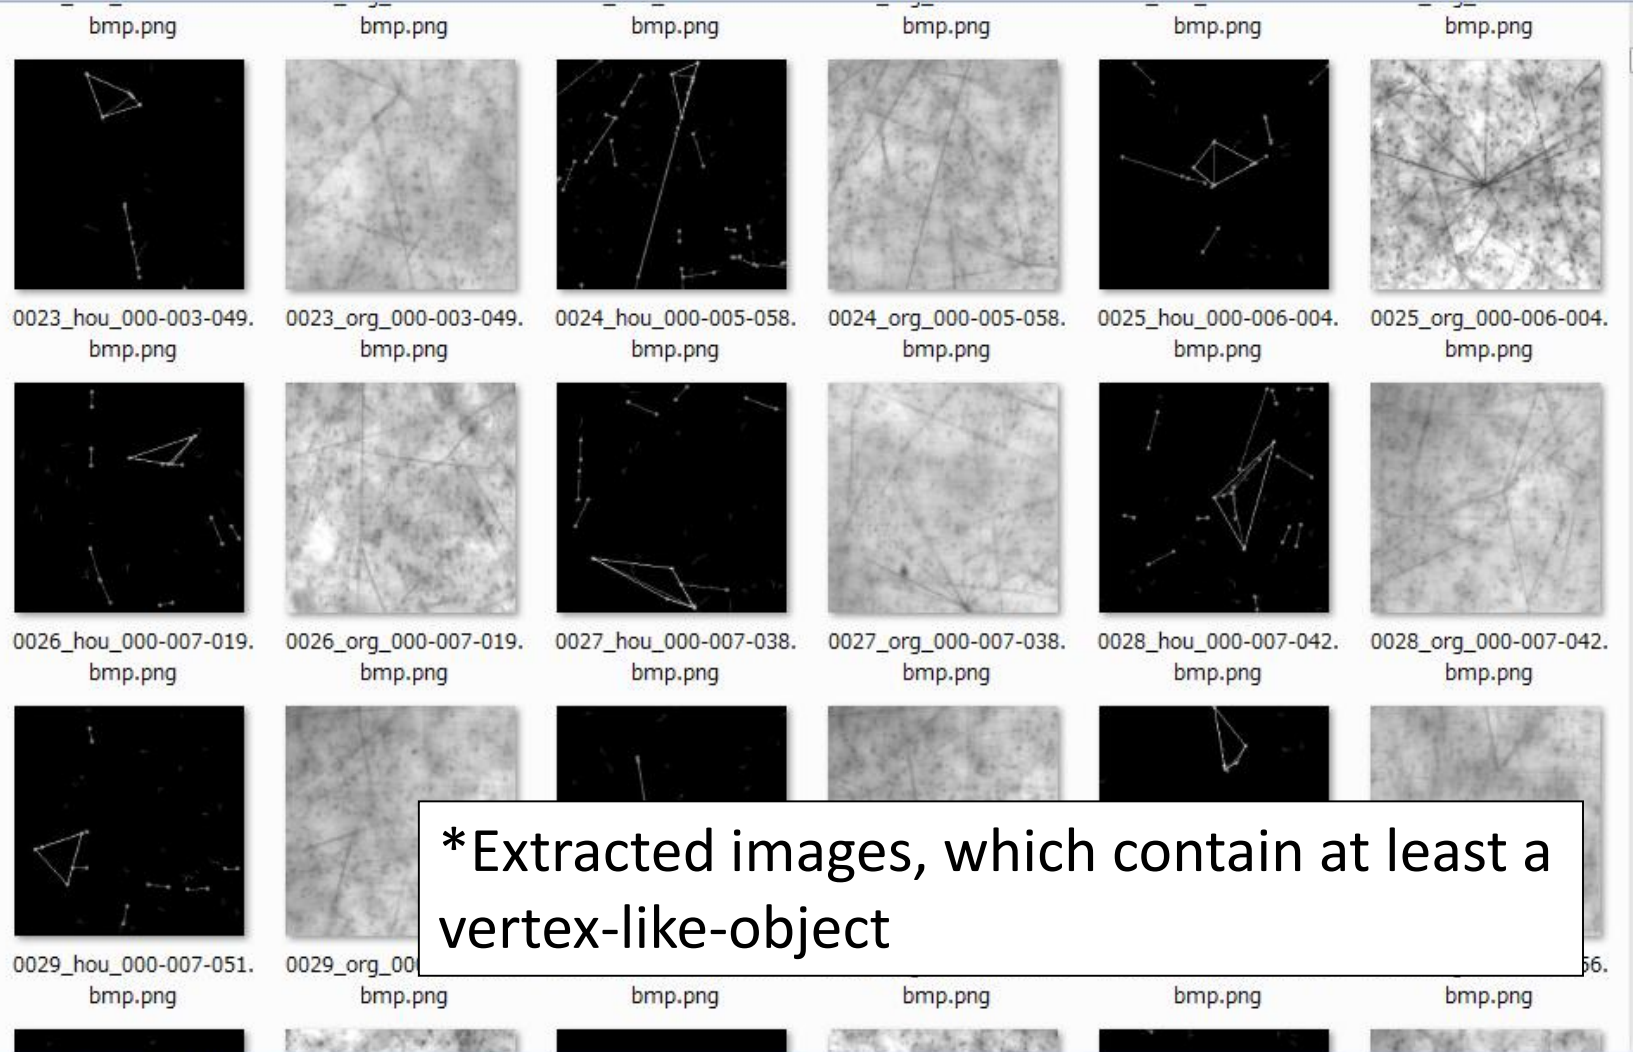 bmp.png bmp.png bmp.png bmp.png bmp.png bmp.png
0023_hou_000-003-049. 0023_org_000-003-049. 0024_hou_000-005-058. 0024_org_000-005-058. 0025_hou_000-006-004. 0025_org_000-006-004.
bmp.png bmp.png bmp.png bmp.png bmp.png bmp.png
0026_hou_000-007-019. 0026_org_000-007-019. 0027_hou_000-007-038. 0027_org_000-007-038. 0028_hou_000-007-042. 0028_org_000-007-042.
bmp.png bmp.png bmp.png bmp.png bmp.png bmp.png
*Extracted images, which contain at least a
vertex-like-object
0029_hou_000-007-051. 0029_org_00 56.
bmp.png bmp.png bmp.png bmp.png bmp.png bmp.png